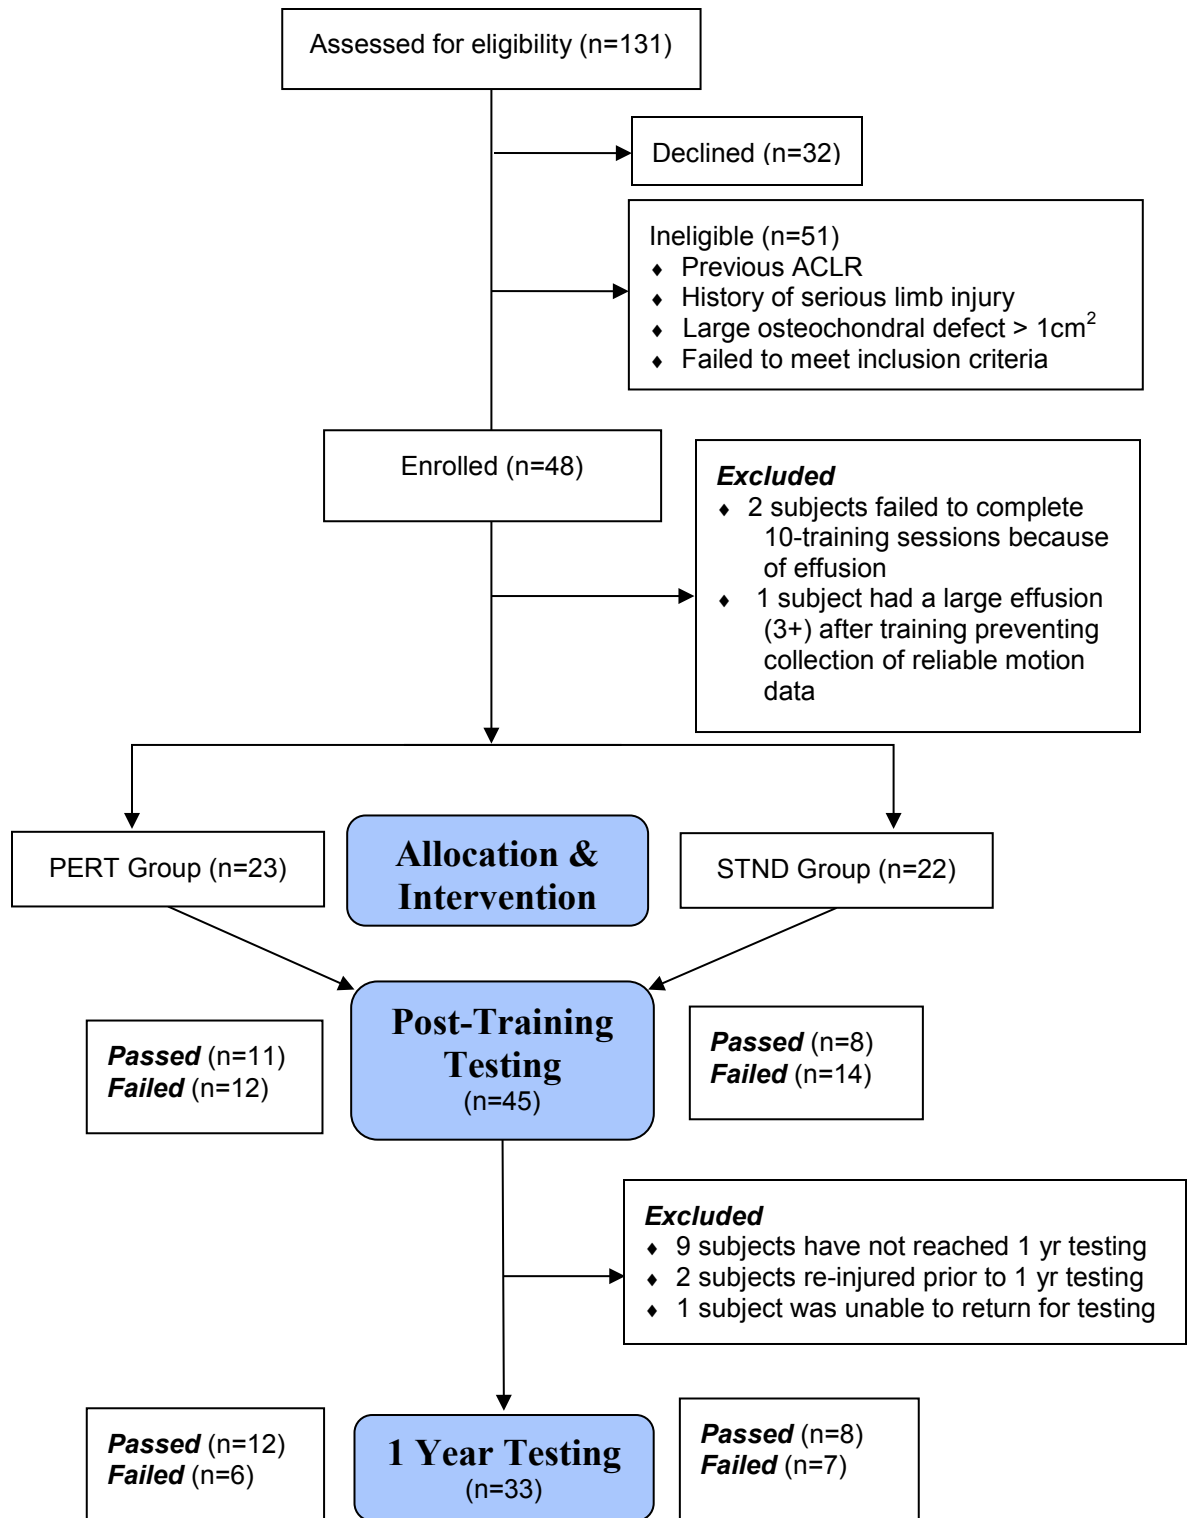 Assessed for eligibility (n=131)
Declined (n=32)
Ineligible (n=51)
♦ Previous ACLR
♦ History of serious limb injury
♦ Large osteochondral defect > 1cm²
♦ Failed to meet inclusion criteria
Enrolled (n=48)
Excluded
♦ 2 subjects failed to complete
10-training sessions because
of effusion
♦ 1 subject had a large effusion
(3+) after training preventing
collection of reliable motion
data
PERT Group (n=23)
Allocation &
Intervention
STND Group (n=22)
Passed (n=11)
Failed (n=12)
Post-Training
Testing
(n=45)
Passed (n=8)
Failed (n=14)
Excluded
♦ 9 subjects have not reached 1 yr testing
♦ 2 subjects re-injured prior to 1 yr testing
♦ 1 subject was unable to return for testing
Passed (n=12)
Failed (n=6)
1 Year Testing
(n=33)
Passed (n=8)
Failed (n=7)